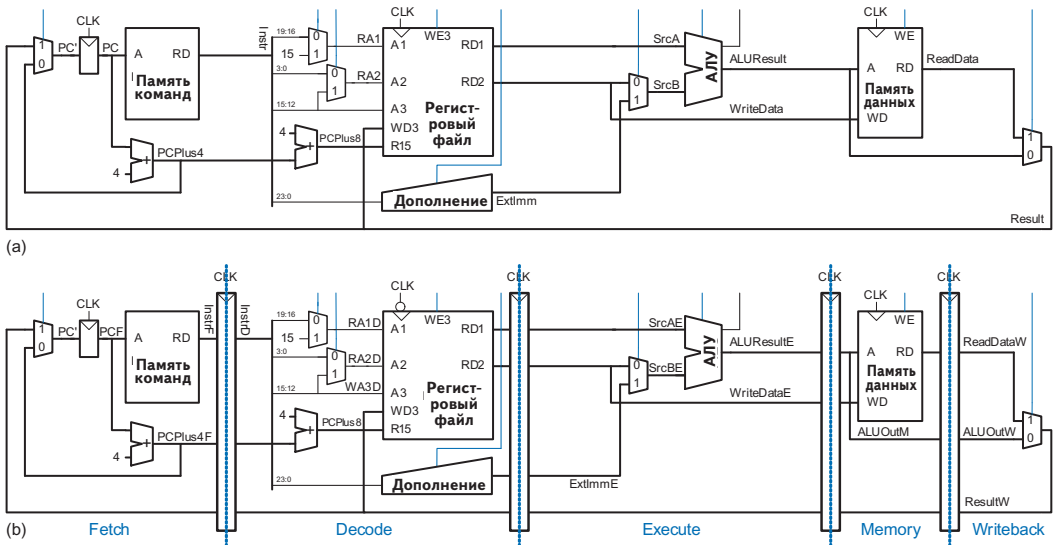 CLK CLK CLK
19:16 0 RA1 WE3 SrcA WE
1 PC' PC A RD Instr 15 1 A1 RD1 ALUResult ReadData
0 3:0 0 RA2 A2 RD2 0 SrcB АЛУ A RD
Память команд 1 1 Память данных
15:12 A3 Регист-ровый файл WriteData WD
4 WD3 1
PCPlus4 + PCPlus8 R15 0
4 +
23:0 Дополнение ExtImm
Result
(a)
CLK CLK CLK CLK
CLK CLK CLK
19:16 0 RA1D WE3 SrcAE WE
1 PC' PCF A RD InstrF InstrD 15 1 A1 RD1 ALUResultE ReadDataW
0 3:0 0 RA2D A2 RD2 0 SrcBE АЛУ A RD
Память команд 1 1 Память данных
15:12 WA3D A3 Регист-ровый файл WriteDataE WD
4 WD3 1
PCPlus4F + PCPlus8 R15 ALUOutM ALUOutW 0
4 +
23:0 Дополнение ExtImmE
ResultW
(b) Fetch Decode Execute Memory Writeback